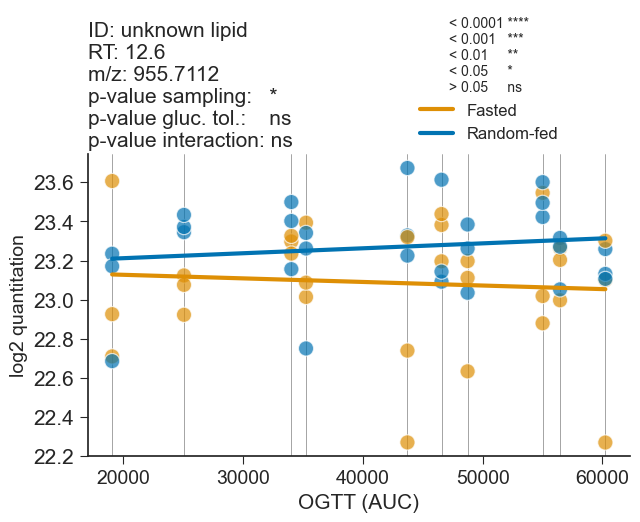 ID: unknown lipid
RT: 12.6
m/z: 955.7112
p-value sampling: *
p-value gluc. tol.: ns
p-value interaction: ns
< 0.0001 ****
< 0.001 ***
< 0.01 **
< 0.05 *
> 0.05 ns
Fasted
Random-fed
log2 quantitation
23.6
23.4
23.2
23.0
22.8
22.6
22.4
22.2
20000 30000 40000 50000 60000
OGTT (AUC)